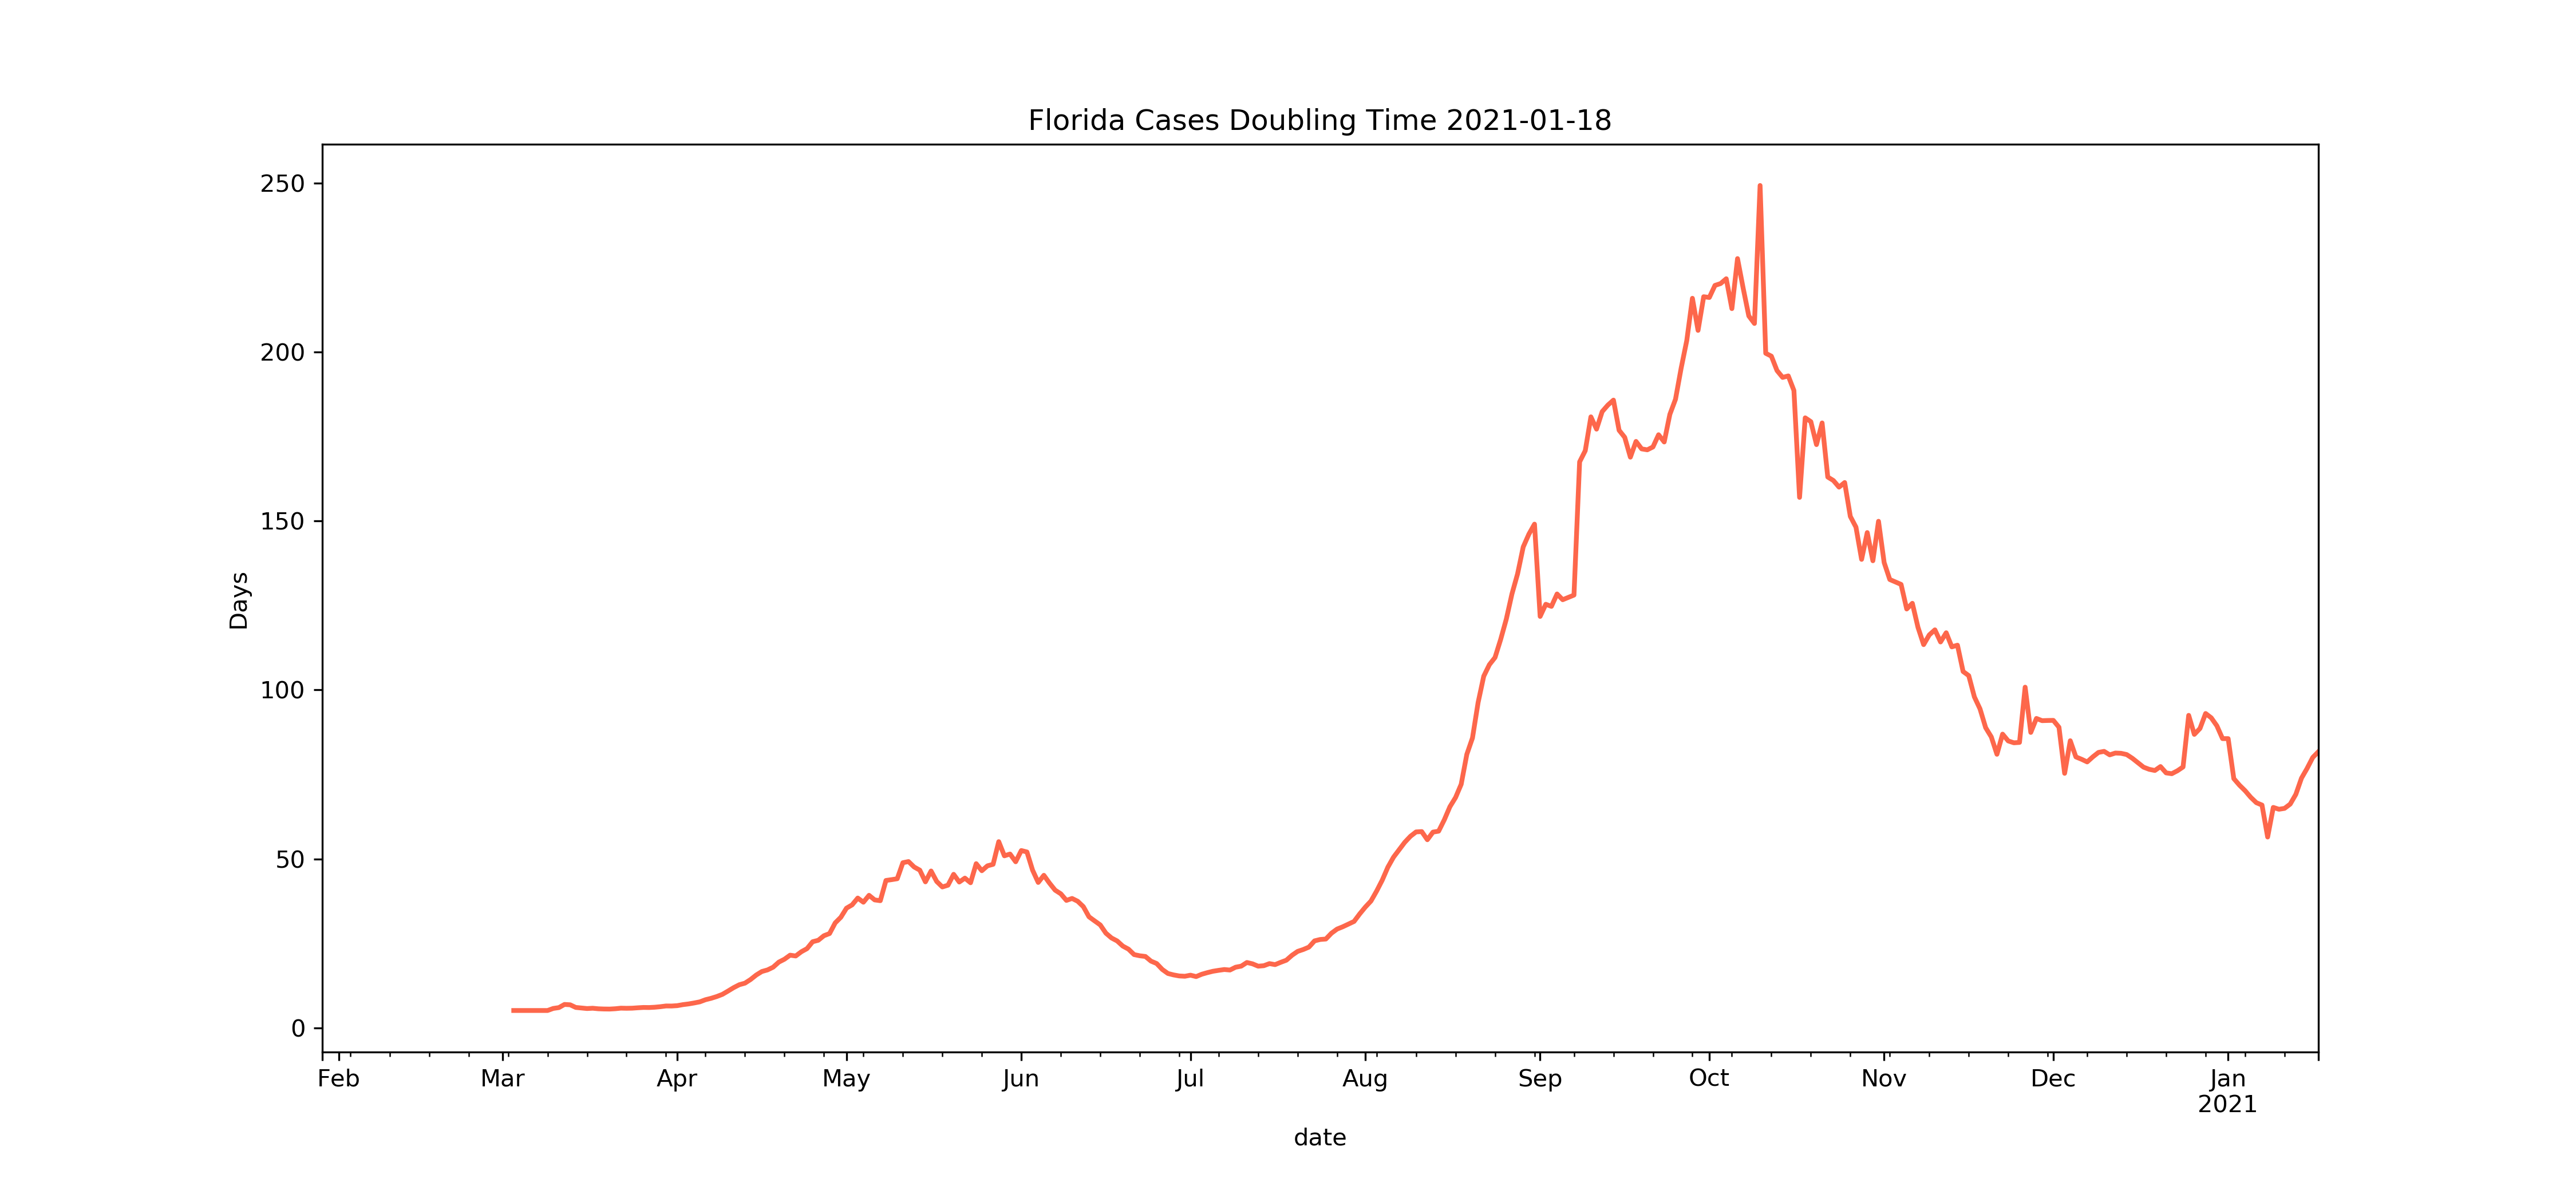 Florida Cases Doubling Time 2021-01-18
250
200
150
100
50
0
Days
Feb Mar Apr May Jun Jul Aug Sep Oct Nov Dec Jan
2021
date